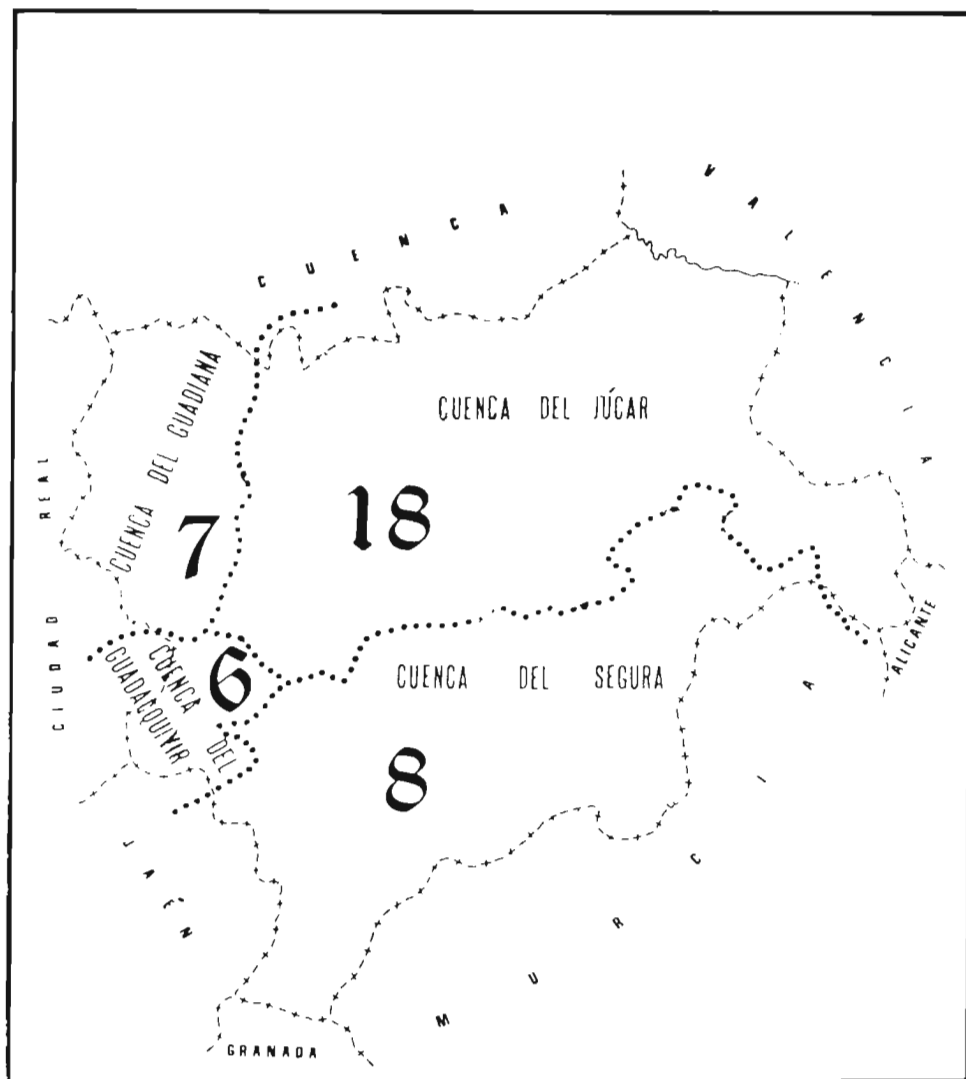 CUENCA
VALENCIA
CUENCA DEL GUADIANA
CUENCA DEL JÚCAR
CIUDAD REAL
7
18
CUENCA DEL
GUADACQUIVIR
6
CUENCA DEL SEGURA
8
ALICANTE
JAÉN
MURCIA
GRANADA